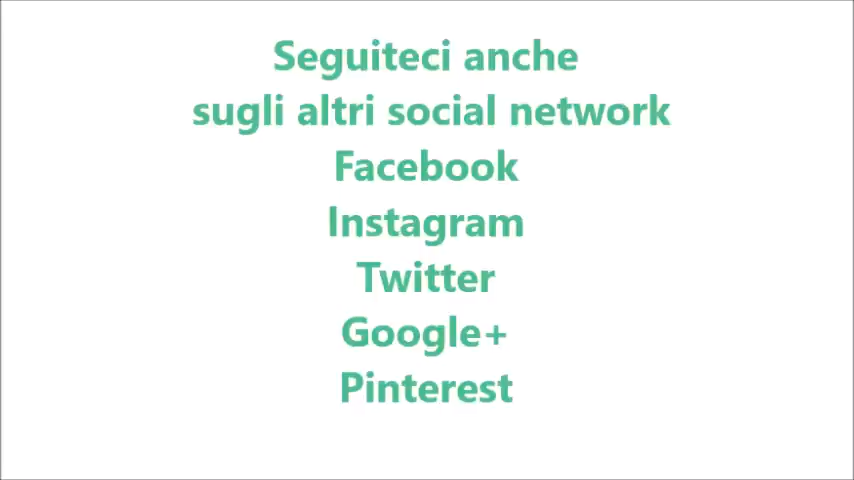 Seguiteci anche
sugli altri social network
Facebook
Instagram
Twitter
Google+
Pinterest